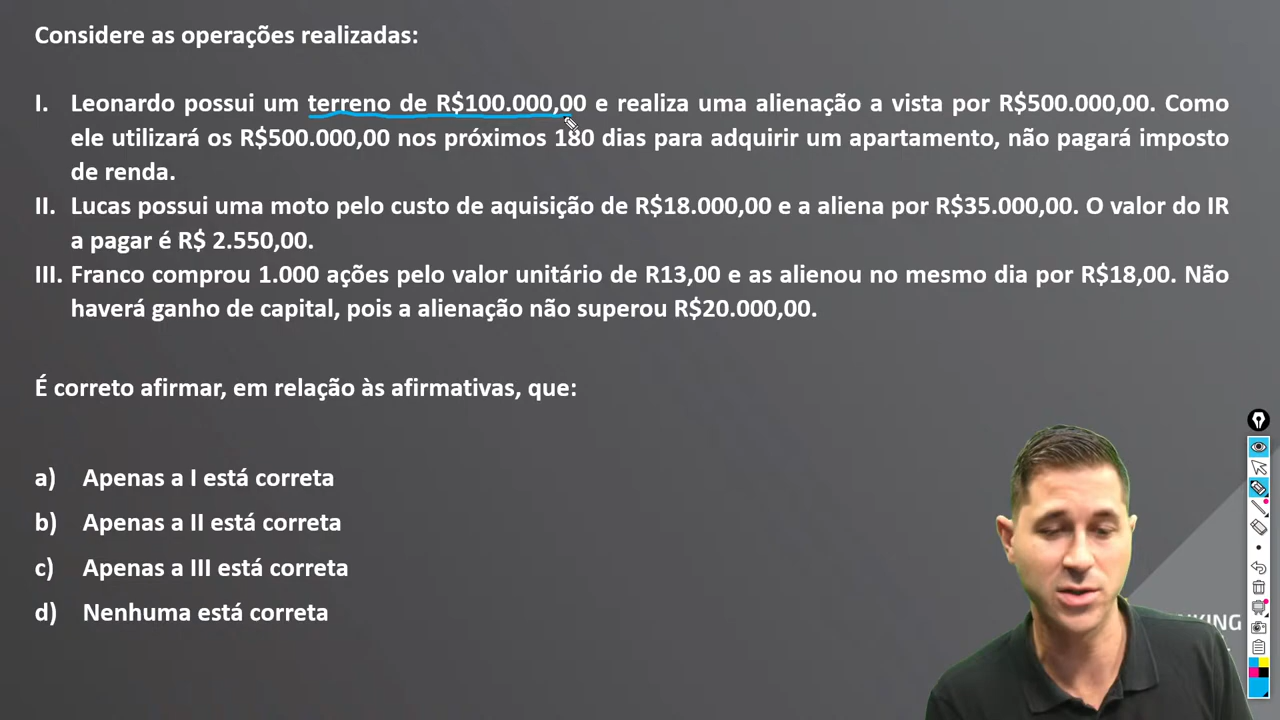 Considere as operações realizadas:
I. Leonardo possui um terreno de R$100.000,00 e realiza uma alienação a vista por R$500.000,00. Como
ele utilizará os R$500.000,00 nos próximos 180 dias para adquirir um apartamento, não pagará imposto
de renda.
II. Lucas possui uma moto pelo custo de aquisição de R$18.000,00 e a aliena por R$35.000,00. O valor do IR
a pagar é R$ 2.550,00.
III. Franco comprou 1.000 ações pelo valor unitário de R13,00 e as alienou no mesmo dia por R$18,00. Não
haverá ganho de capital, pois a alienação não superou R$20.000,00.
É correto afirmar, em relação às afirmativas, que:
a) Apenas a I está correta
b) Apenas a II está correta
c) Apenas a III está correta
d) Nenhuma está correta